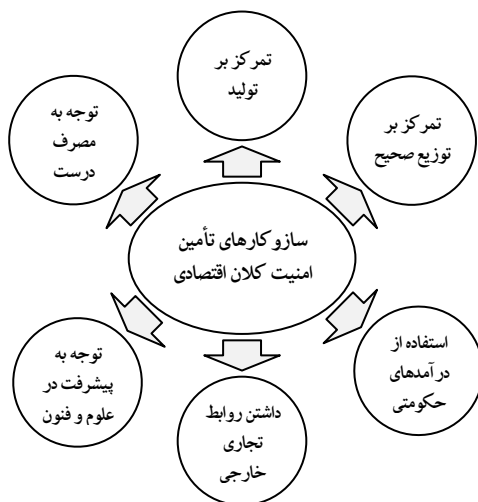 تمرکز بر
تولید
تمرکز بر
توزیع صحیح
توجه به
مصرف
درست
سازوکارهای تأمین
امنیت کلان اقتصادی
استفاده از
درآمدهای
حکومتی
توجه به
پیشرفت در
علوم و فنون
داشتن روابط
تجاری
خارجی